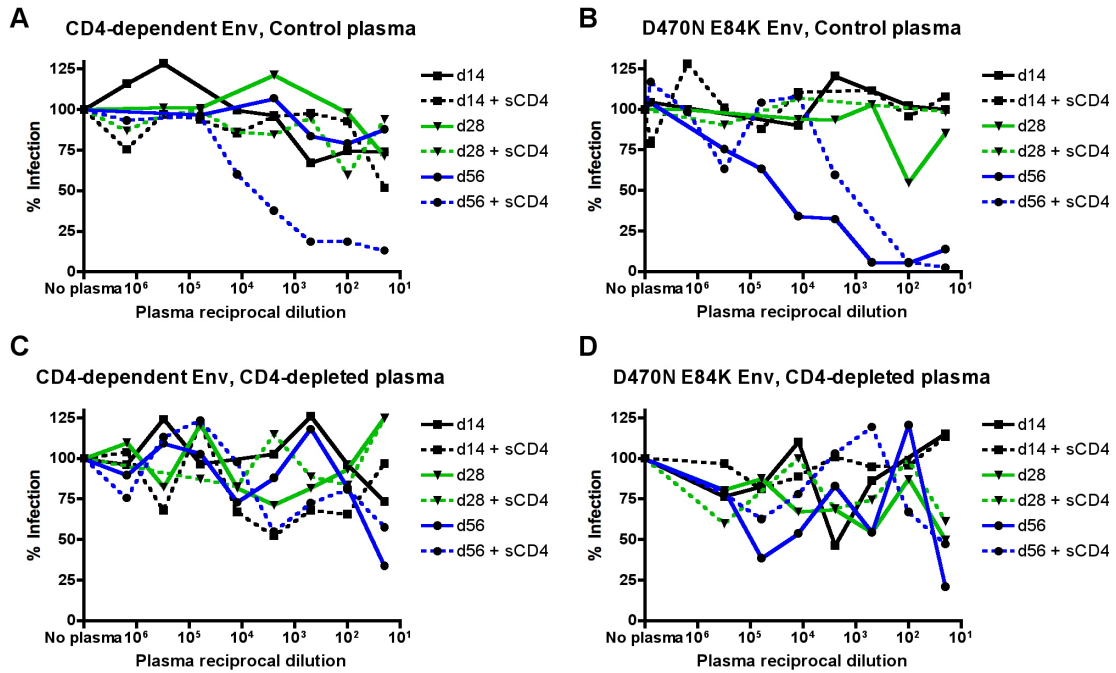 A
CD4-dependent Env, Control plasma
% Infection
125
100
75
50
25
0
No plasma 10⁶ 10⁵ 10⁴ 10³ 10² 10¹
Plasma reciprocal dilution
d14
d14 + sCD4
d28
d28 + sCD4
d56
d56 + sCD4
B
D470N E84K Env, Control plasma
% Infection
125
100
75
50
25
0
No plasma 10⁶ 10⁵ 10⁴ 10³ 10² 10¹
Plasma reciprocal dilution
d14
d14 + sCD4
d28
d28 + sCD4
d56
d56 + sCD4
C
CD4-dependent Env, CD4-depleted plasma
% Infection
125
100
75
50
25
0
No plasma 10⁶ 10⁵ 10⁴ 10³ 10² 10¹
Plasma reciprocal dilution
d14
d14 + sCD4
d28
d28 + sCD4
d56
d56 + sCD4
D
D470N E84K Env, CD4-depleted plasma
% Infection
125
100
75
50
25
0
No plasma 10⁶ 10⁵ 10⁴ 10³ 10² 10¹
Plasma reciprocal dilution
d14
d14 + sCD4
d28
d28 + sCD4
d56
d56 + sCD4